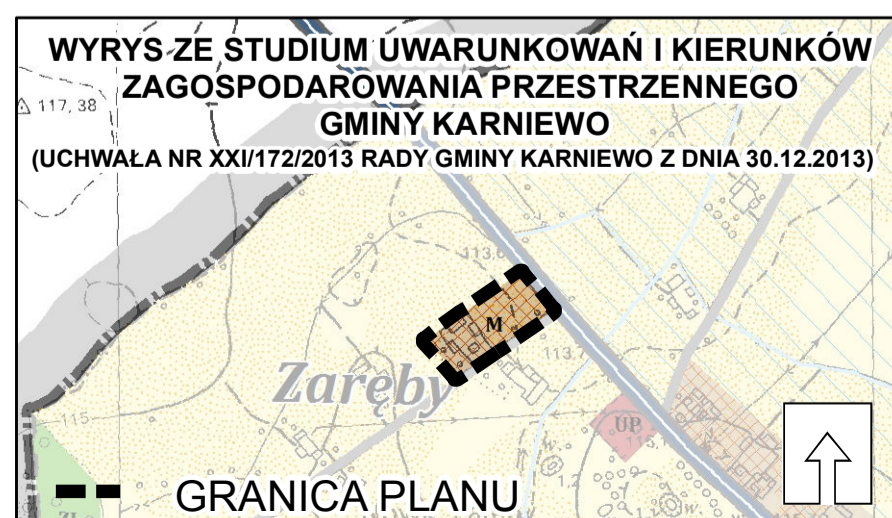 WYRYS ZE STUDIUM UWARUNKOWAŃ I KIERUNKÓW
ZAGOSPODAROWANIA PRZESTRZENNEGO
GMINY KARNIEWO
(UCHWAŁA NR XXI/172/2013 RADY GMINY KARNIEWO Z DNIA 30.12.2013)
117, 38
113,6
M
113,7
Zaręby
115
UP
w.
GRANICA PLANU